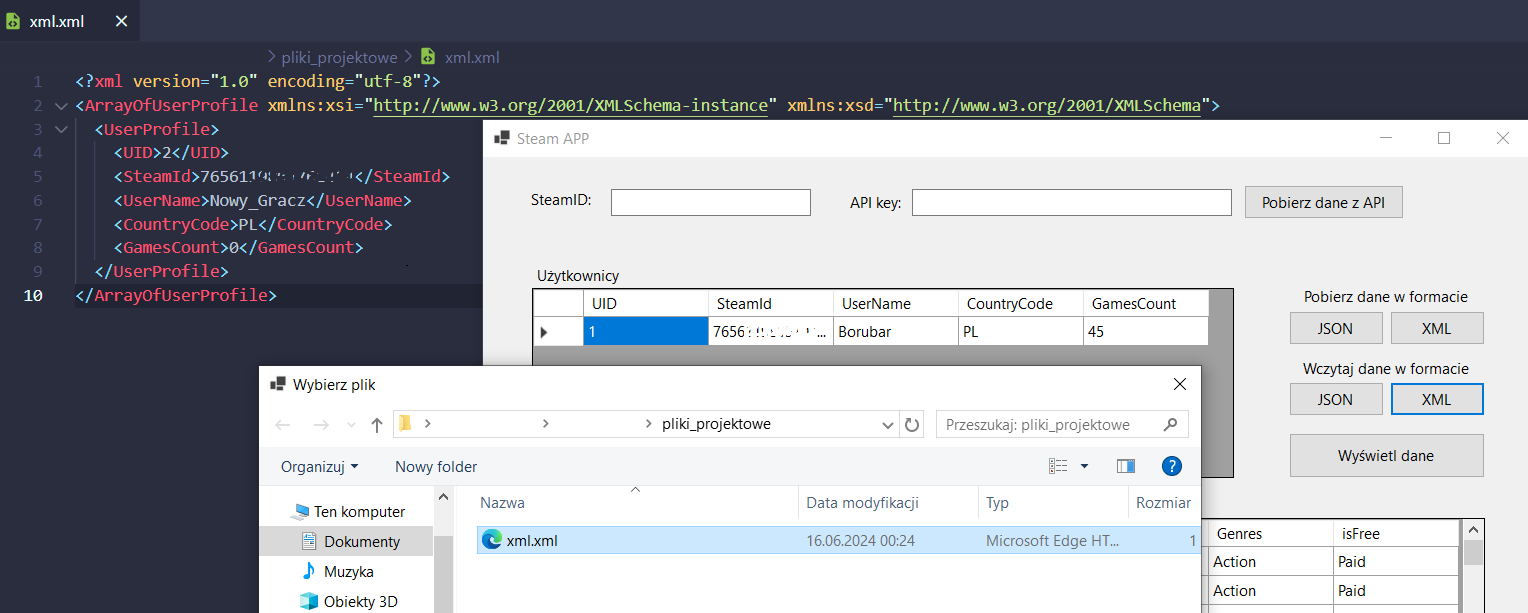 xml.xml
pliki_projektowe > xml.xml
1 <?xml version="1.0" encoding="utf-8"?>
2 <ArrayOfUserProfile xmlns:xsi="http://www.w3.org/2001/XMLSchema-instance" xmlns:xsd="http://www.w3.org/2001/XMLSchema">
3 <UserProfile>
4 <UID>2</UID>
5 <SteamId></SteamId>
6 <UserName>Nowy_Gracz</UserName>
7 <CountryCode>PL</CountryCode>
8 <GamesCount>0</GamesCount>
9 </UserProfile>
10 </ArrayOfUserProfile>
Steam APP
SteamID:
API key:
Pobierz dane z API
Użytkownicy
UID SteamId UserName CountryCode GamesCount
1 Borubar PL 45
Pobierz dane w formacie
JSON XML
Wczytaj dane w formacie
JSON XML
Wyświetl dane
Genres isFree
Action Paid
Action Paid
Wybierz plik
pliki_projektowe
Przeszukaj: pliki_projektowe
Organizuj Nowy folder
Nazwa Data modyfikacji Typ Rozmiar
xml.xml 16.06.2024 00:24 Microsoft Edge HT... 1
Ten komputer
Dokumenty
Muzyka
Obiekty 3D